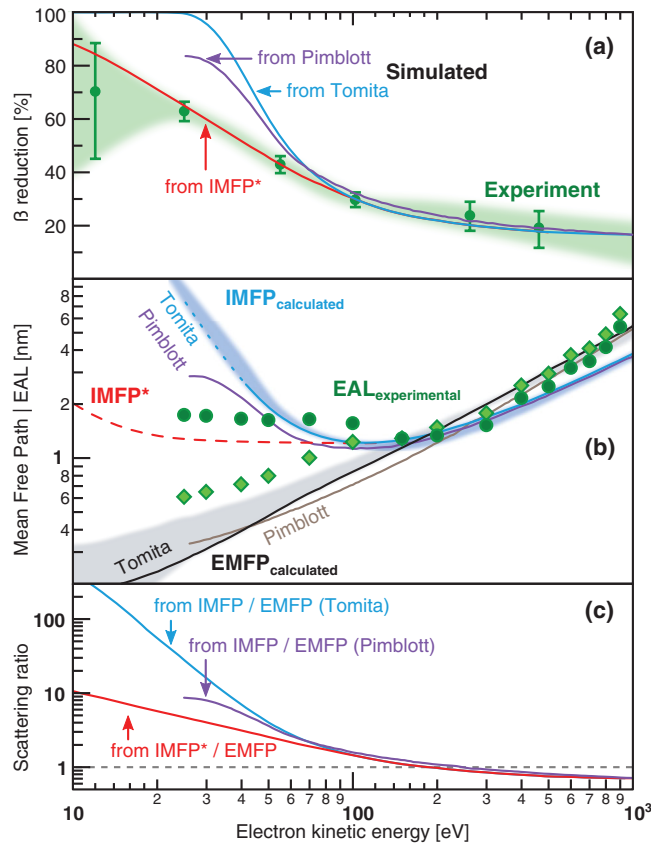 100
80
60
40
20
ß reduction [%]
(a)
from Pimblott
Simulated
from Tomita
from IMFP*
Experiment
8
6
4
2
1
8
6
4
Mean Free Path | EAL [nm]
Tomita
Pimblott
IMFPcalculated
IMFP*
EALexperimental
(b)
Tomita
Pimblott
EMFPcalculated
100
10
1
Scattering ratio
(c)
from IMFP / EMFP (Tomita)
from IMFP / EMFP (Pimblott)
from IMFP* / EMFP
10 2 3 4 5 6 7 8 9 100 2 3 4 5 6 7 8 9 10³
Electron kinetic energy [eV]